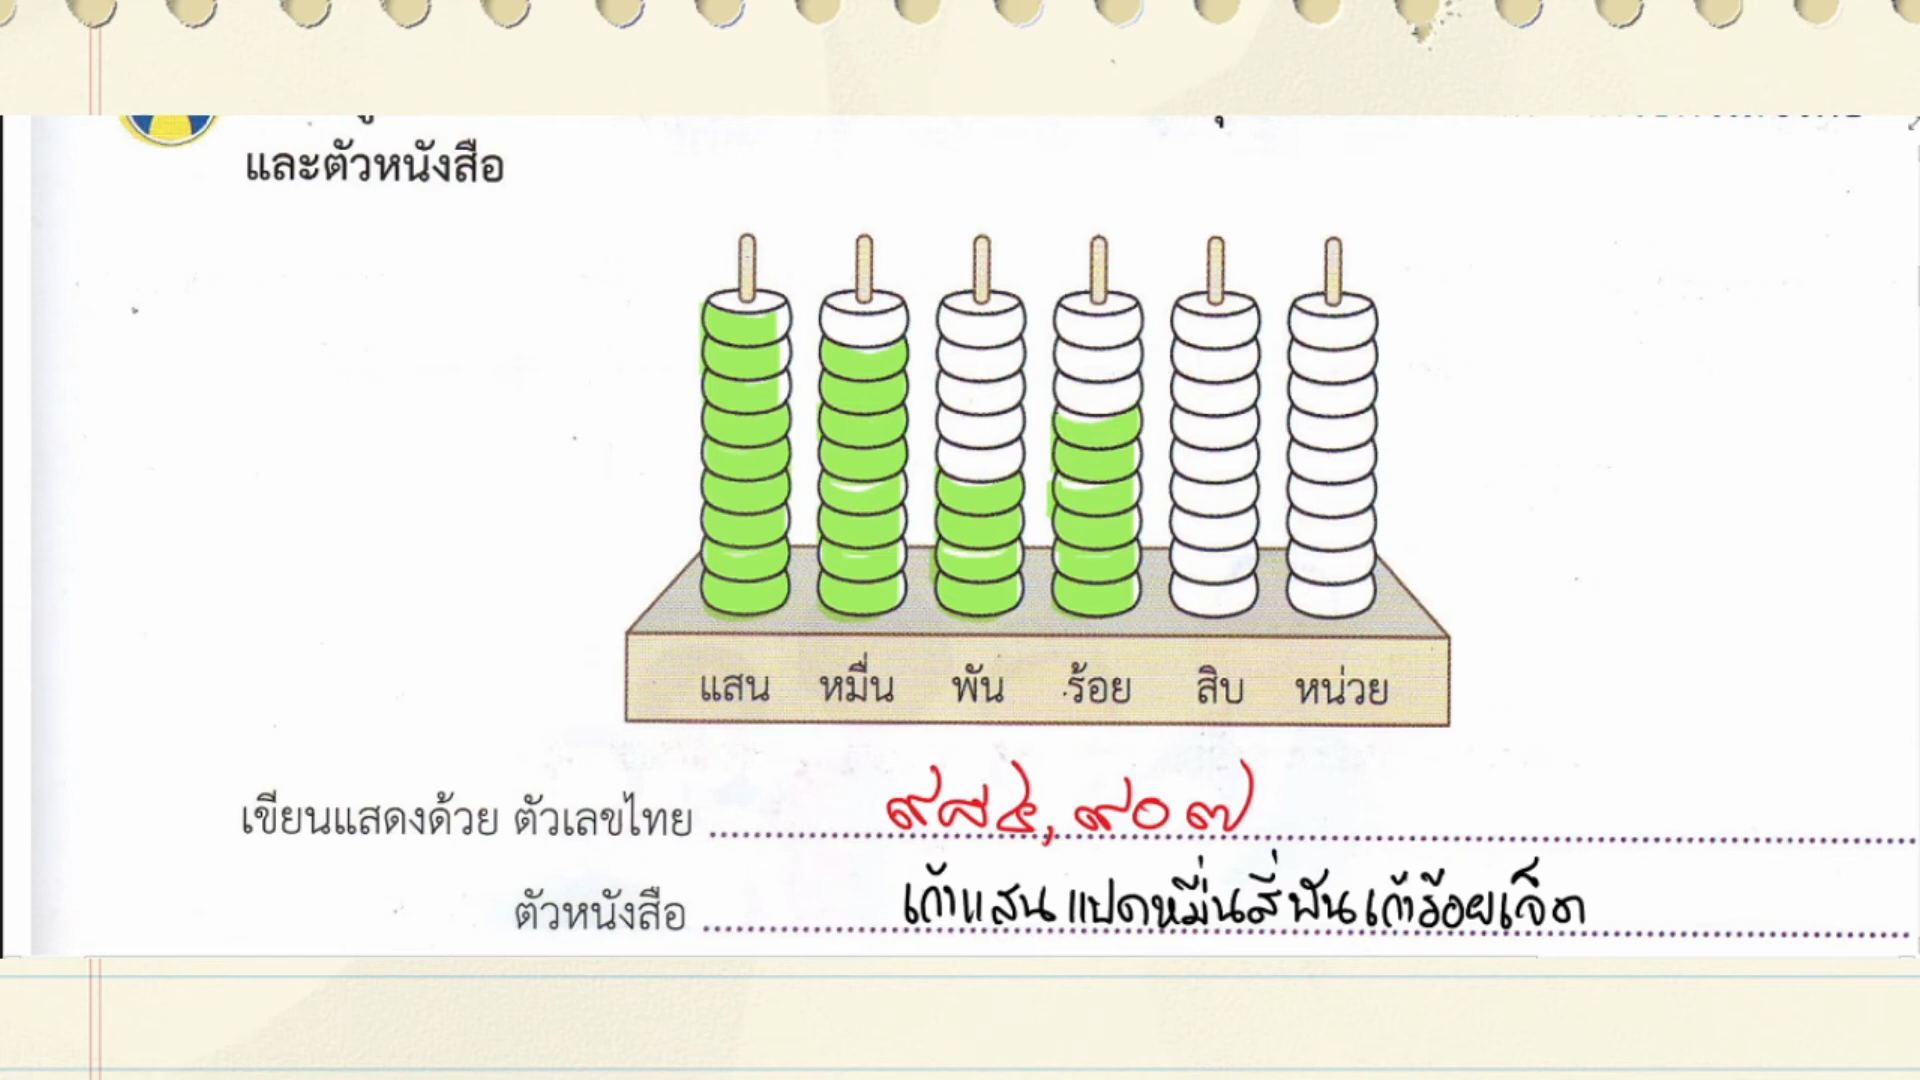 และตัวหนังสือ
แสน หมื่น พัน ร้อย สิบ หน่วย
เขียนแสดงด้วย ตัวเลขไทย ๙๘๔,๙๐๗
ตัวหนังสือ เก้าแสนแปดหมื่นสี่พันเก้าร้อยเจ็ด